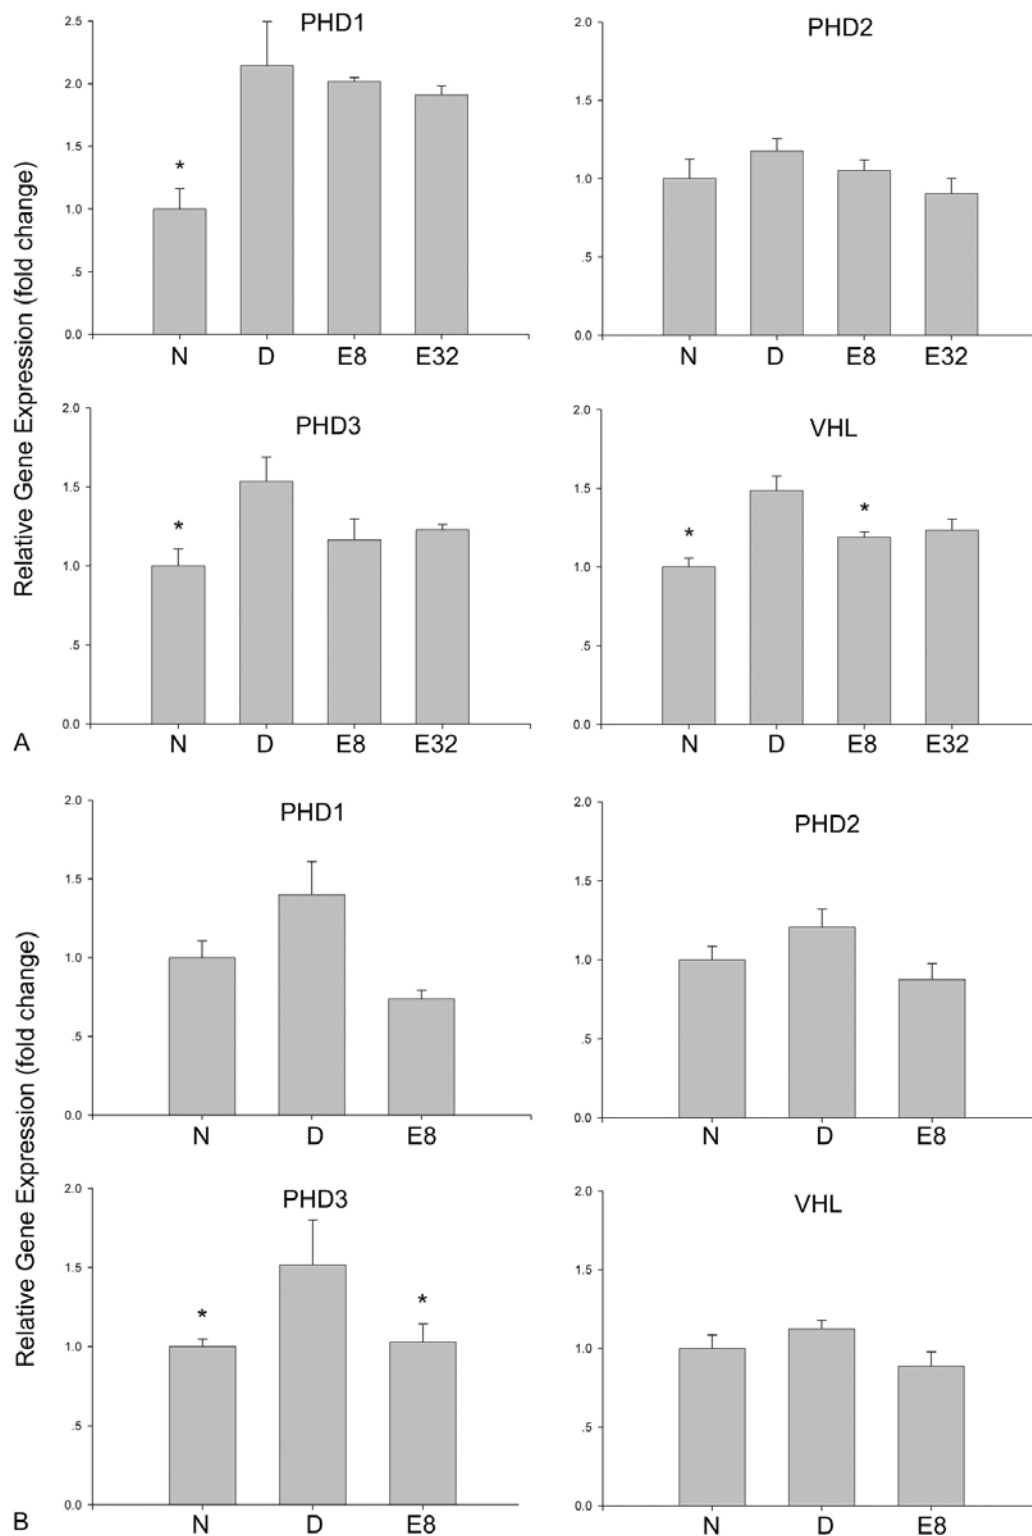 Relative Gene Expression (fold change)
PHD1
2.5
2.0
1.5
*
1.0
.5
0.0
N D E8 E32
PHD2
2.0
1.5
1.0
.5
0.0
N D E8 E32
PHD3
2.0
1.5
*
1.0
.5
0.0
N D E8 E32
VHL
2.0
1.5
* *
1.0
.5
0.0
N D E8 E32
A
Relative Gene Expression (fold change)
PHD1
2.0
1.5
1.0
.5
0.0
N D E8
PHD2
2.0
1.5
1.0
.5
0.0
N D E8
PHD3
2.0
1.5
* *
1.0
.5
0.0
N D E8
VHL
2.0
1.5
1.0
.5
0.0
N D E8
B